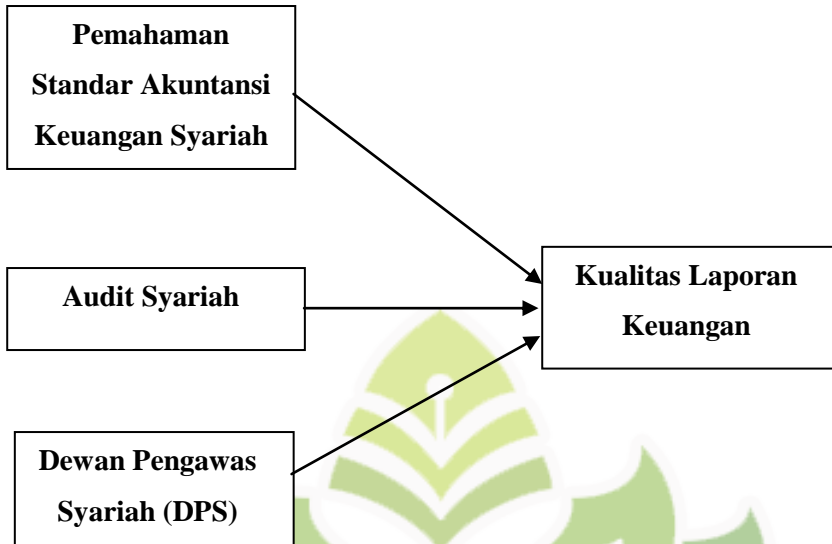 Pemahaman
Standar Akuntansi
Keuangan Syariah
Audit Syariah
Kualitas Laporan
Keuangan
Dewan Pengawas
Syariah (DPS)